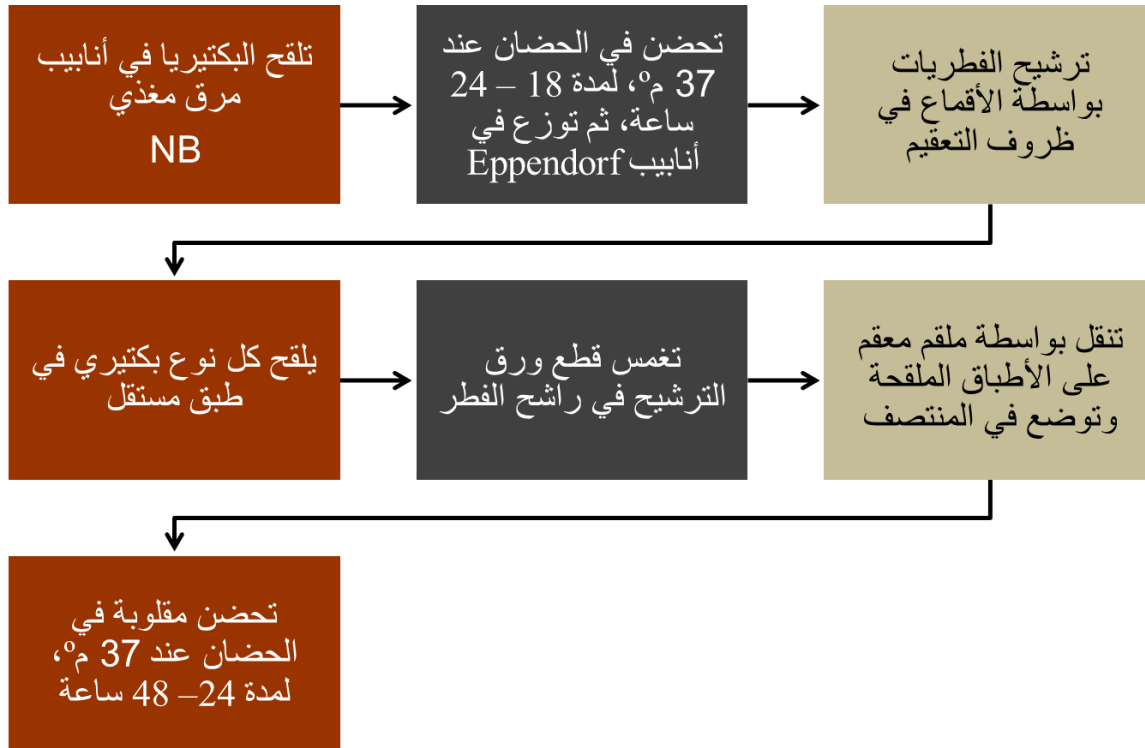 تلقح البكتيريا في أنابيب
مرق مغذي
NB
تحضن في الحضان عند
37 م°، لمدة 18 – 24
ساعة، ثم توزع في
أنابيب Eppendorf
ترشيح الفطريات
بواسطة الأقماع في
ظروف التعقيم
يلقح كل نوع بكتيري في
طبق مستقل
تغمس قطع ورق
الترشيح في راشح الفطر
تنقل بواسطة ملقم معقم
على الأطباق الملقحة
وتوضع في المنتصف
تحضن مقلوبة في
الحضان عند 37 م°،
لمدة 24– 48 ساعة